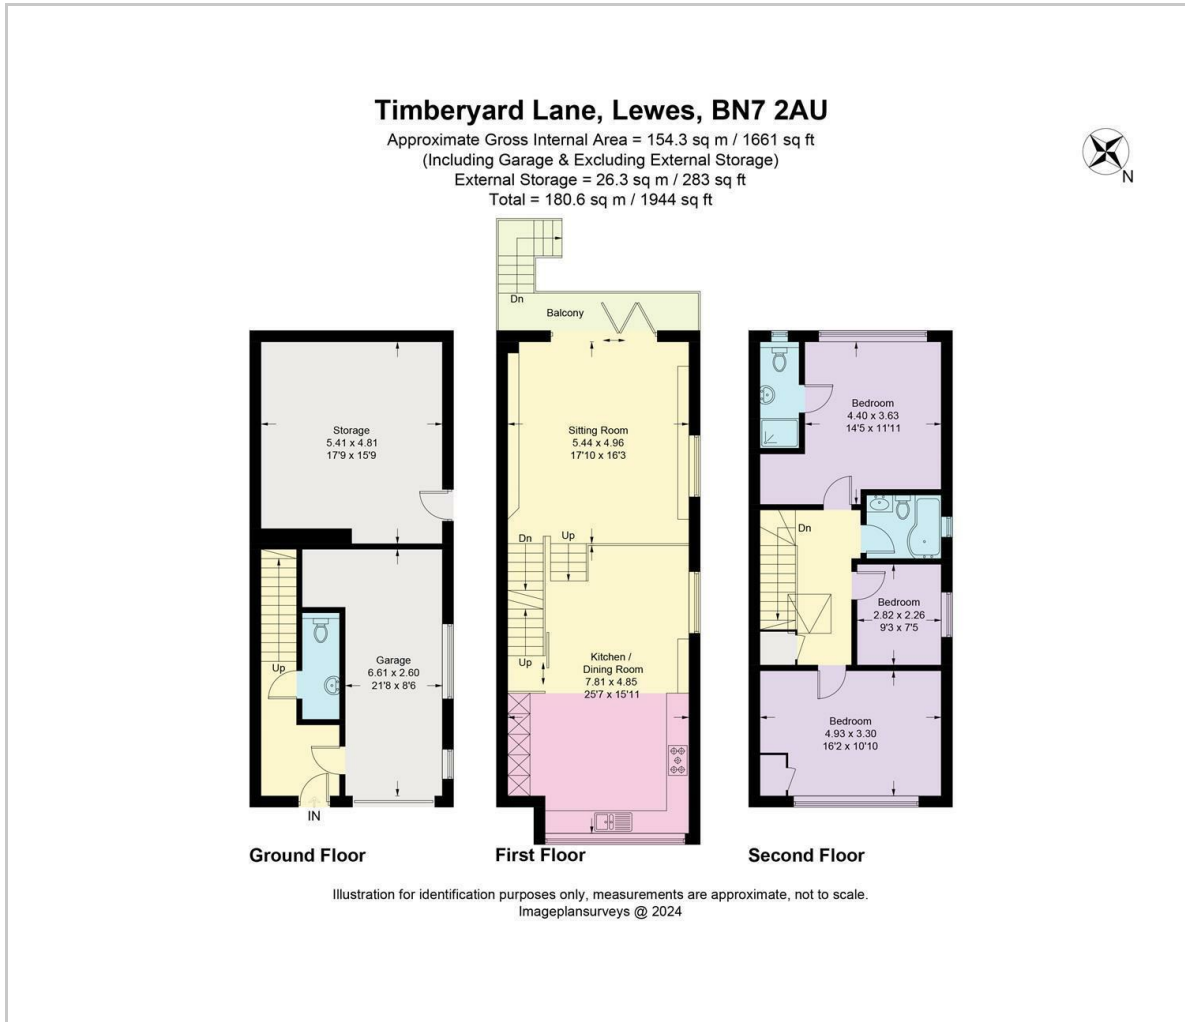 Timberyard Lane, Lewes, BN7 2AU
Approximate Gross Internal Area = 154.3 sq m / 1661 sq ft
(Including Garage & Excluding External Storage)
External Storage = 26.3 sq m / 283 sq ft
Total = 180.6 sq m / 1944 sq ft
N
Storage
5.41 x 4.81
17'9 x 15'9
Up
Garage
6.61 x 2.60
21'8 x 8'6
IN
Ground Floor
Dn
Balcony
Sitting Room
5.44 x 4.96
17'10 x 16'3
Dn
Up
Up
Kitchen /
Dining Room
7.81 x 4.85
25'7 x 15'11
First Floor
Bedroom
4.40 x 3.63
14'5 x 11'11
Dn
Bedroom
2.82 x 2.26
9'3 x 7'5
Bedroom
4.93 x 3.30
16'2 x 10'10
Second Floor
Illustration for identification purposes only, measurements are approximate, not to scale.
Imageplansurveys @ 2024